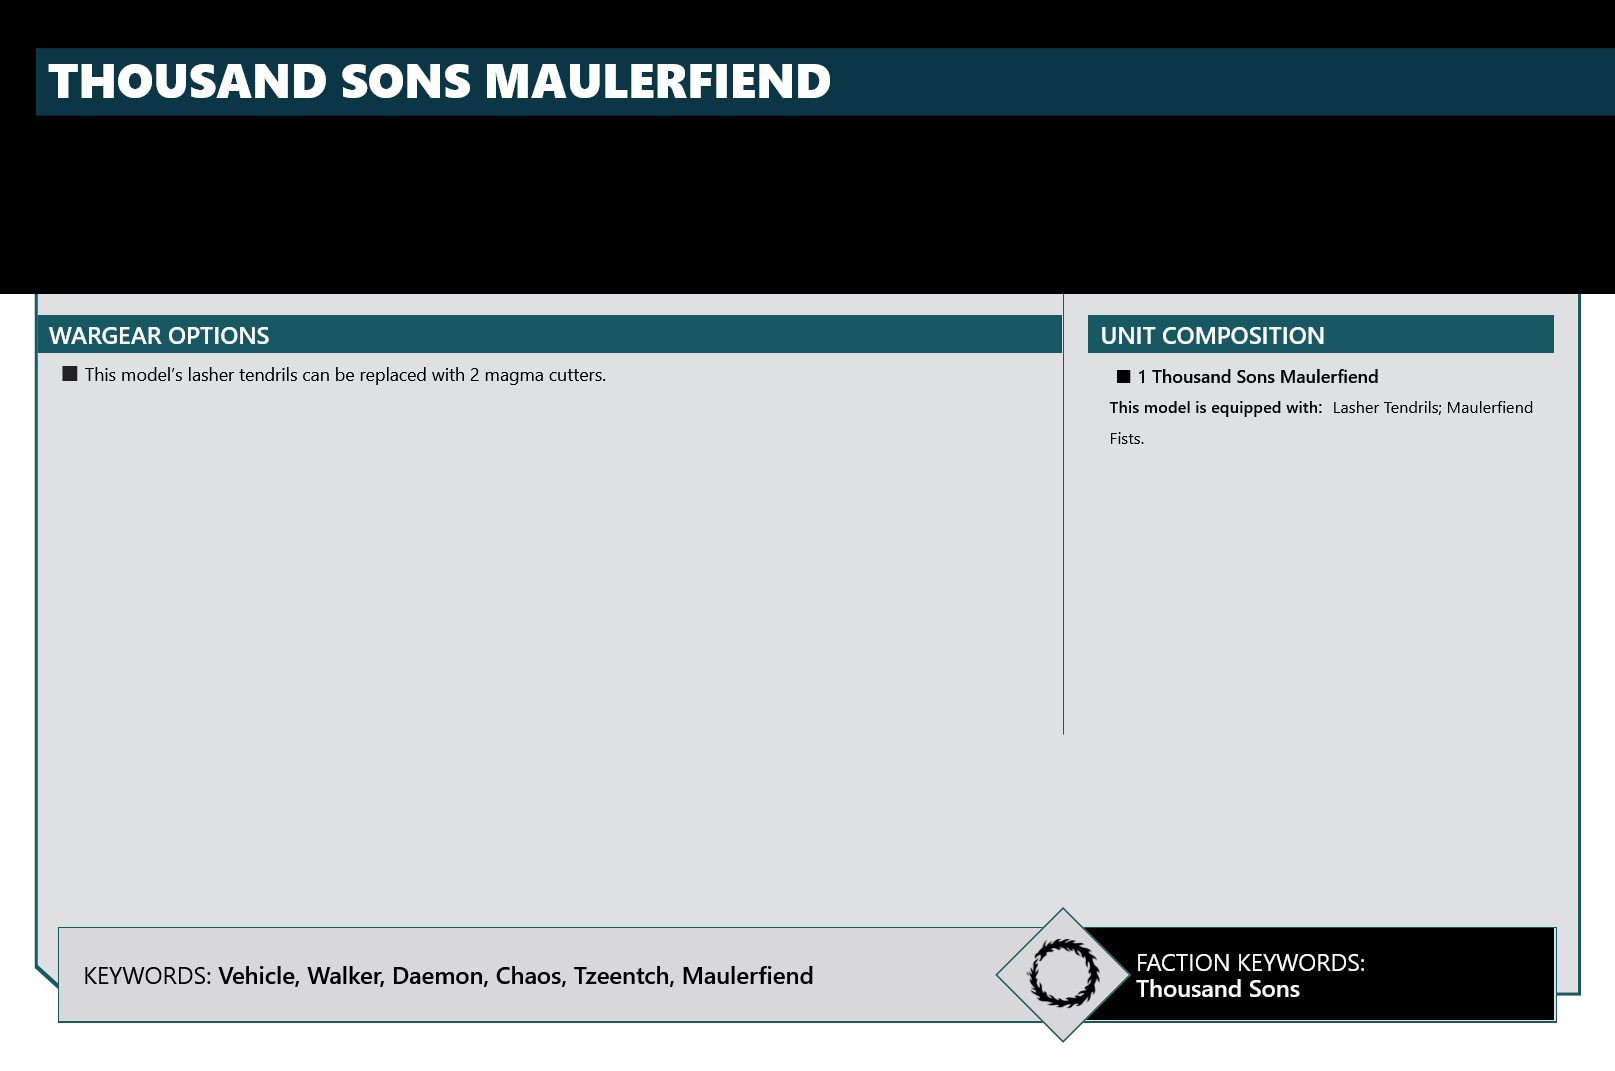 THOUSAND SONS MAULERFIEND
WARGEAR OPTIONS
■ This model’s lasher tendrils can be replaced with 2 magma cutters.
UNIT COMPOSITION
■ 1 Thousand Sons Maulerfiend
This model is equipped with: Lasher Tendrils; Maulerfiend
Fists.
KEYWORDS: Vehicle, Walker, Daemon, Chaos, Tzeentch, Maulerfiend
FACTION KEYWORDS:
Thousand Sons